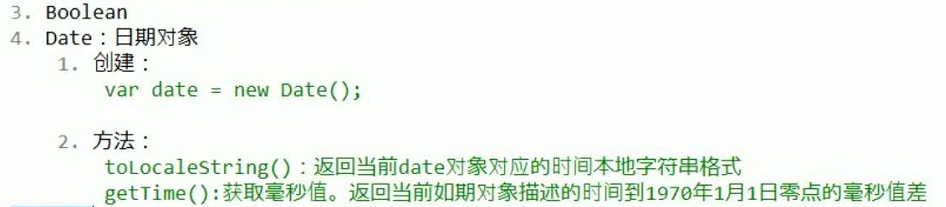 3. Boolean
4. Date：日期对象
1. 创建：
var date = new Date();
2. 方法：
toLocaleString()：返回当前date对象对应的时间本地字符串格式
getTime():获取毫秒值。返回当前如期对象描述的时间到1970年1月1日零点的毫秒值差